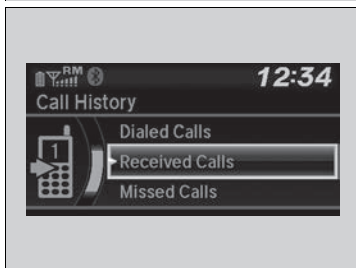 RM 12:34
Call History
1
Dialed Calls
Received Calls
Missed Calls